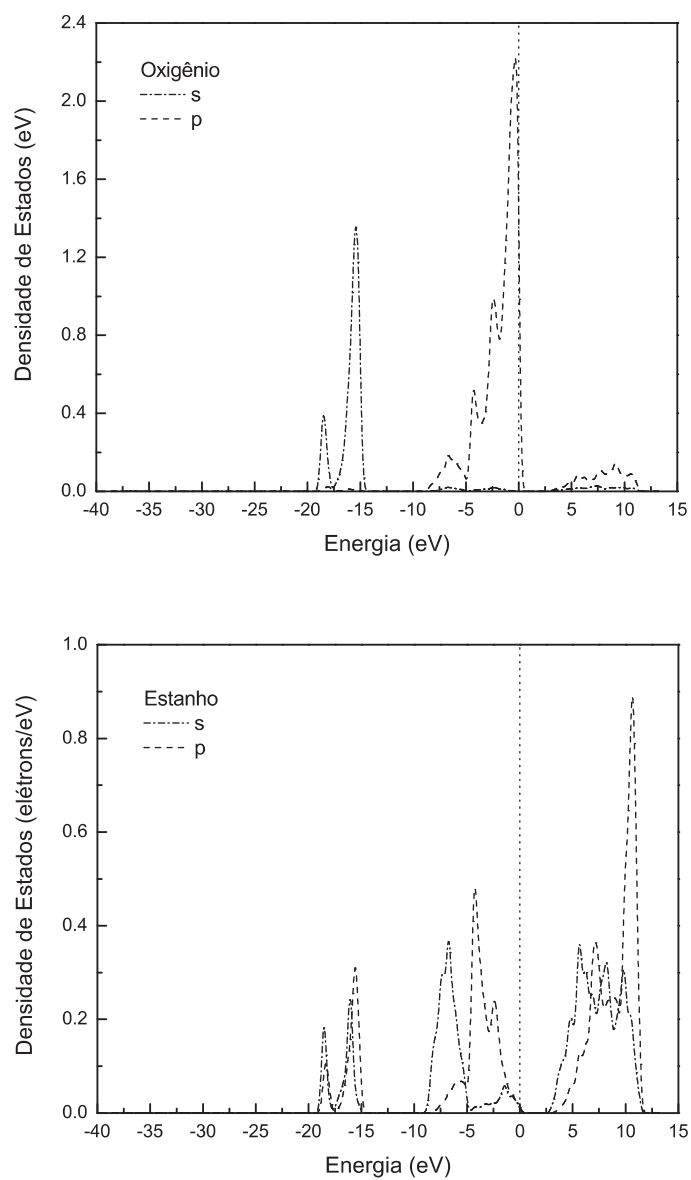 2.4
2.0
1.6
1.2
0.8
0.4
0.0
Densidade de Estados (eV)
Oxigênio
s
p
-40 -35 -30 -25 -20 -15 -10 -5 0 5 10 15
Energia (eV)
1.0
0.8
0.6
0.4
0.2
0.0
Densidade de Estados (elétrons/eV)
Estanho
s
p
-40 -35 -30 -25 -20 -15 -10 -5 0 5 10 15
Energia (eV)